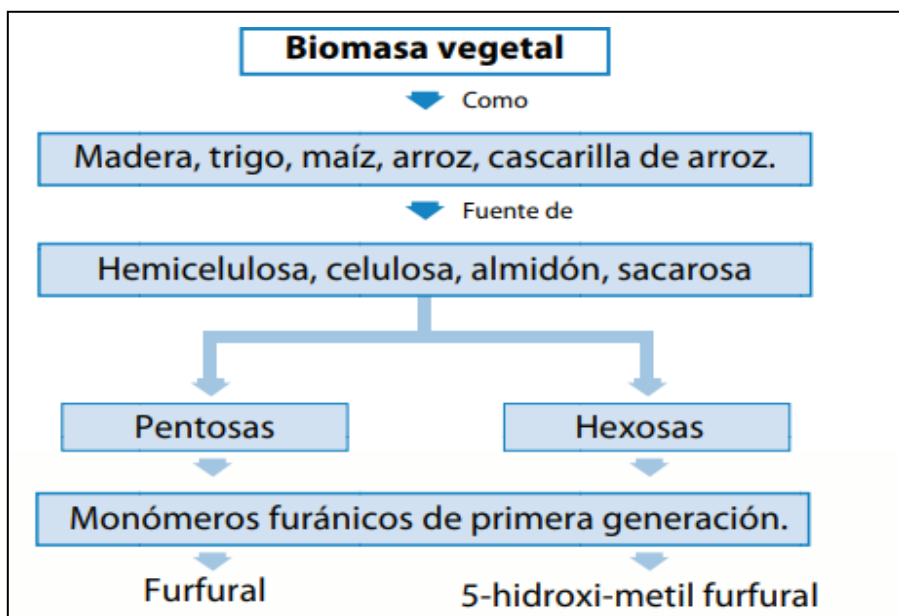 Biomasa vegetal
Como
Madera, trigo, maíz, arroz, cascarilla de arroz.
Fuente de
Hemicelulosa, celulosa, almidón, sacarosa
Pentosas
Hexosas
Monómeros furánicos de primera generación.
Furfural
5-hidroxi-metil furfural